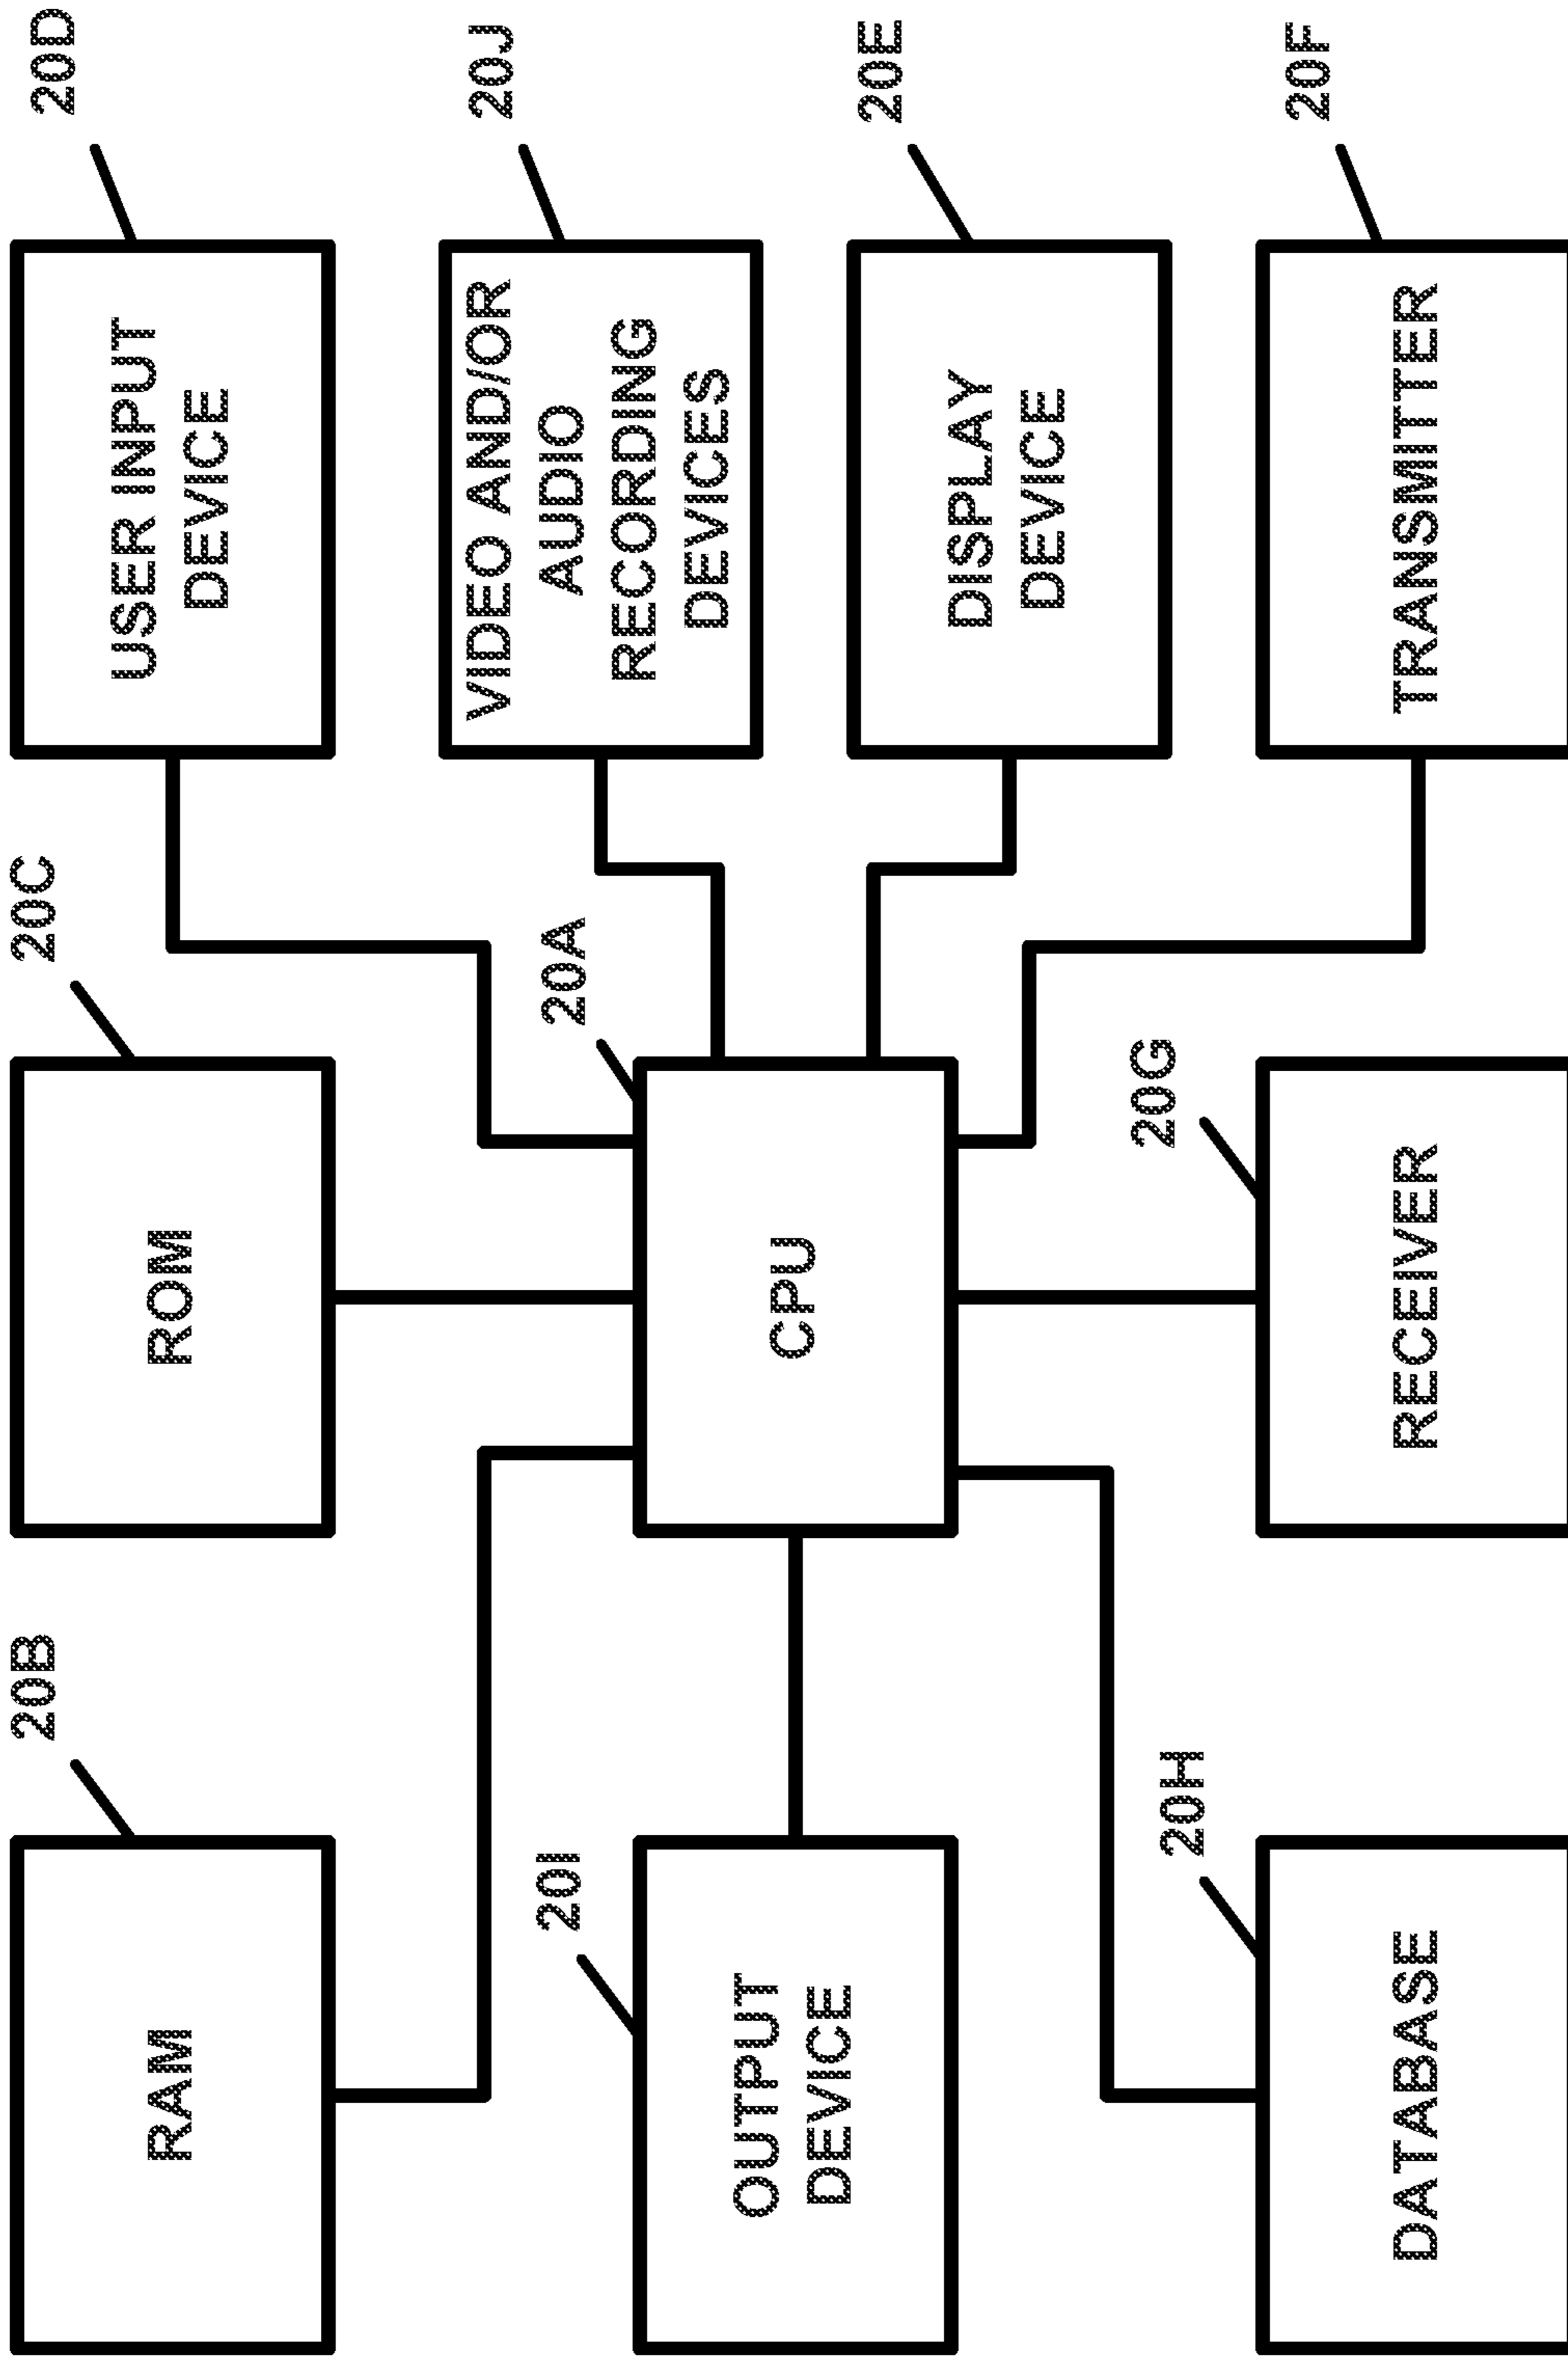 20B
RAM
20C
ROM
20D
USER INPUT
DEVICE
20I
OUTPUT
DEVICE
20A
CPU
20J
VIDEO AND/OR
AUDIO
RECORDING
DEVICES
20E
DISPLAY
DEVICE
20H
DATABASE
20G
RECEIVER
20F
TRANSMITTER